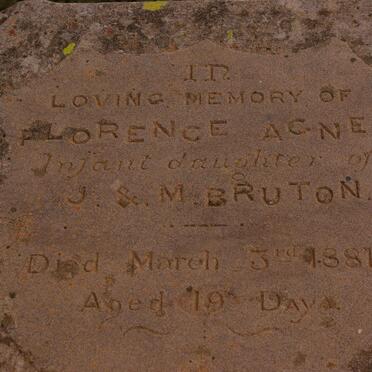 In
LOVING MEMORY OF
FLORENCE AGNE
Infant daughter of
J. & M. BRUTON.
Died March 3rd 1881
Aged 19 Days.